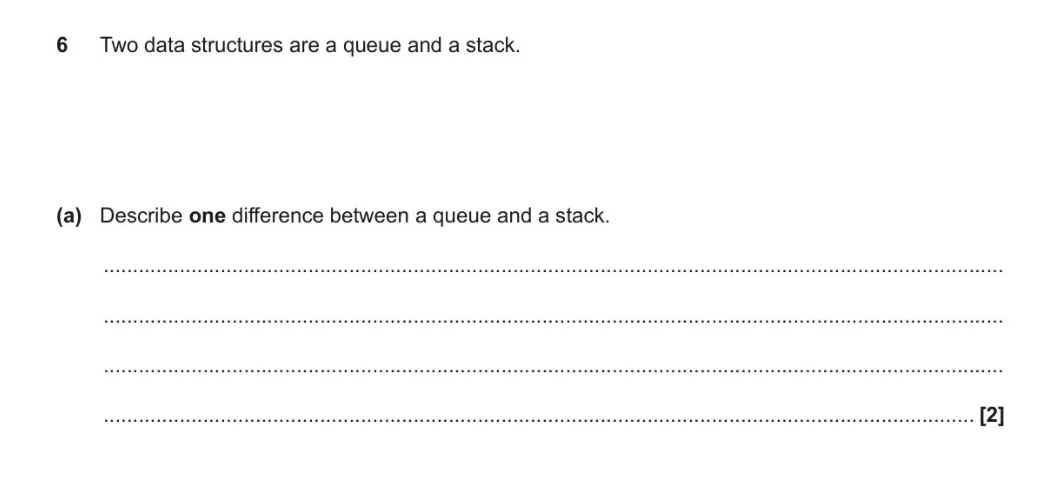 6 Two data structures are a queue and a stack.
(a) Describe one difference between a queue and a stack.
[2]